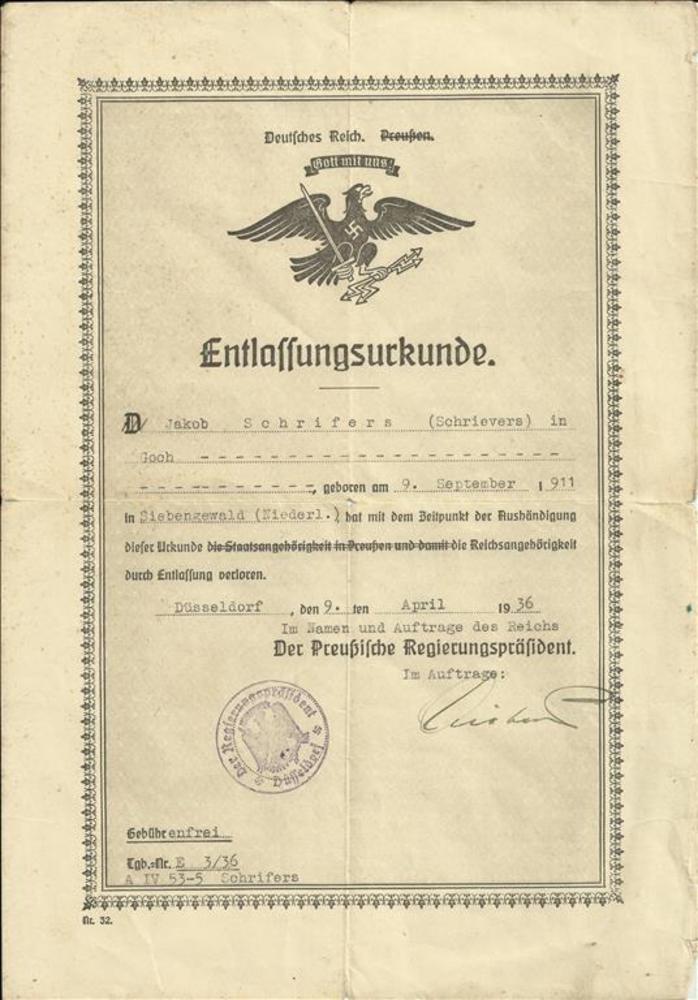 Deutsches Reich. Preußen.
Gott mit uns!
Entlassungsurkunde.
D Jakob Schrifers (Schrievers) in
Goch
, geboren am 9. September 1911
in Siebengewald (Niederl.) hat mit dem Zeitpunkt der Aushändigung
dieser Urkunde die Staatsangehörigkeit in Preußen und damit die Reichsangehörigkeit
durch Entlassung verloren.
Düsseldorf, den 9. ten April 1936
Im Namen und Auftrage des Reichs
Der Preußische Regierungspräsident.
Im Auftrage:
Der Regierungspräsident
Düsseldorf
Gebührenfrei
Tgb.=Nr. E 3/36
A IV 53-5 Schrifers
Nr. 32.